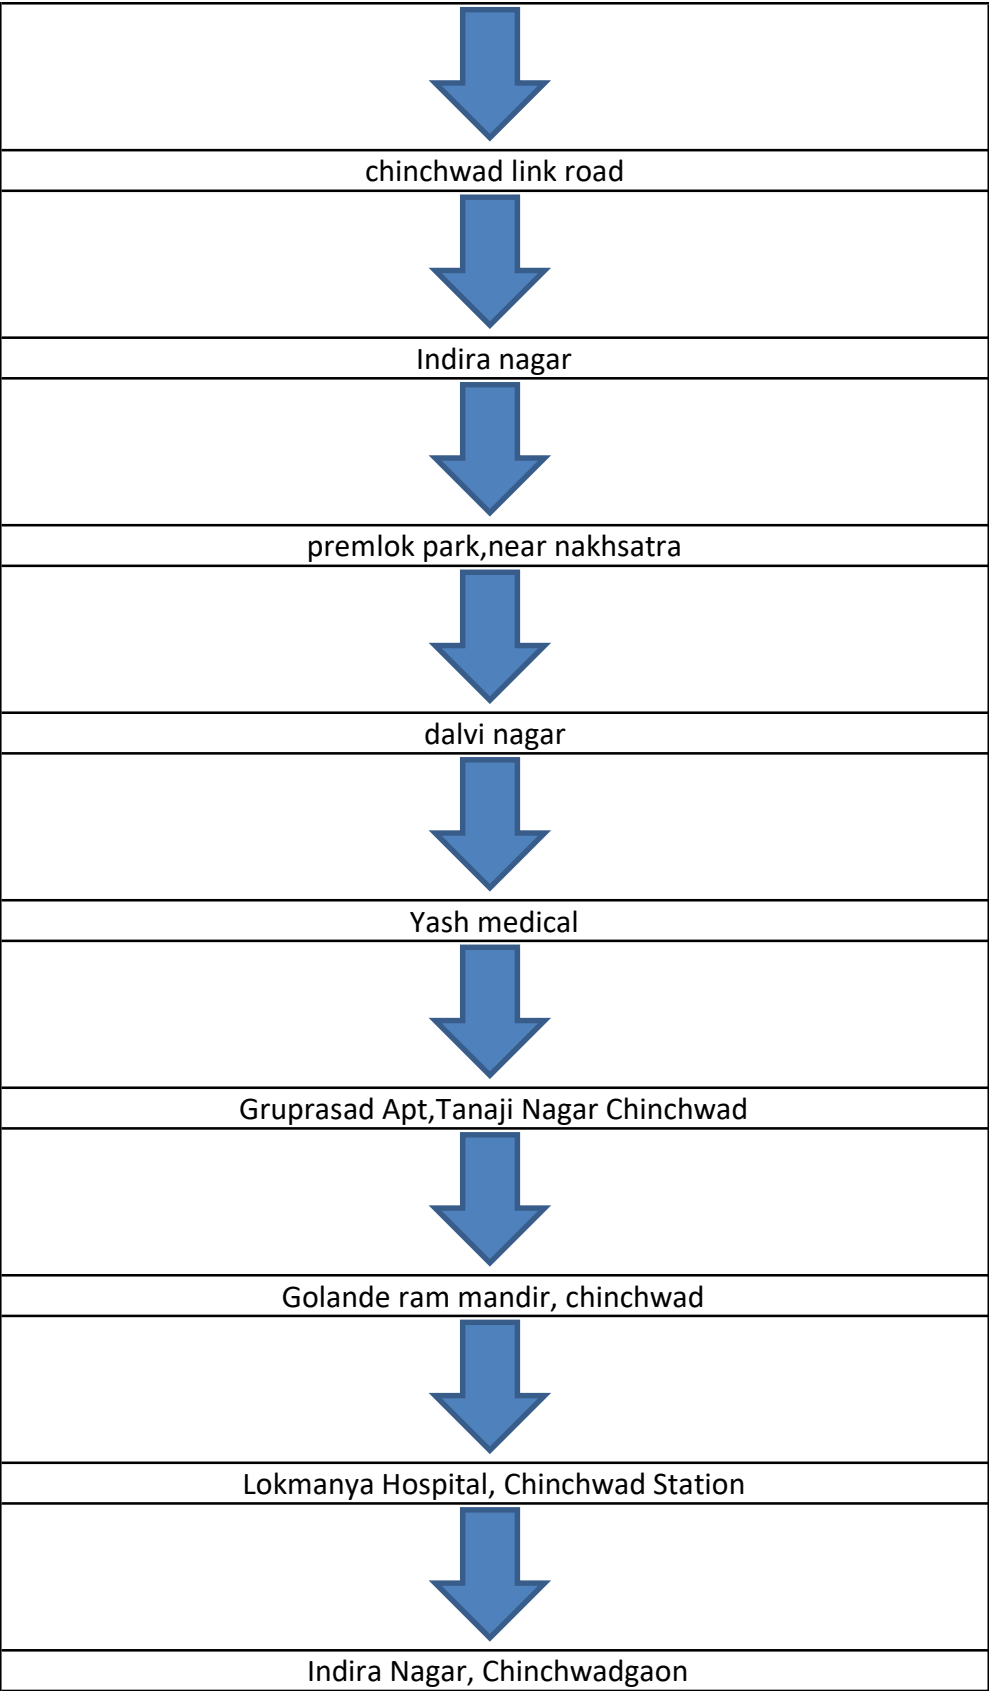 chinchwad link road
Indira nagar
premlok park,near nakhsatra
dalvi nagar
Yash medical
Gruprasad Apt,Tanaji Nagar Chinchwad
Golande ram mandir, chinchwad
Lokmanya Hospital, Chinchwad Station
Indira Nagar, Chinchwadgaon